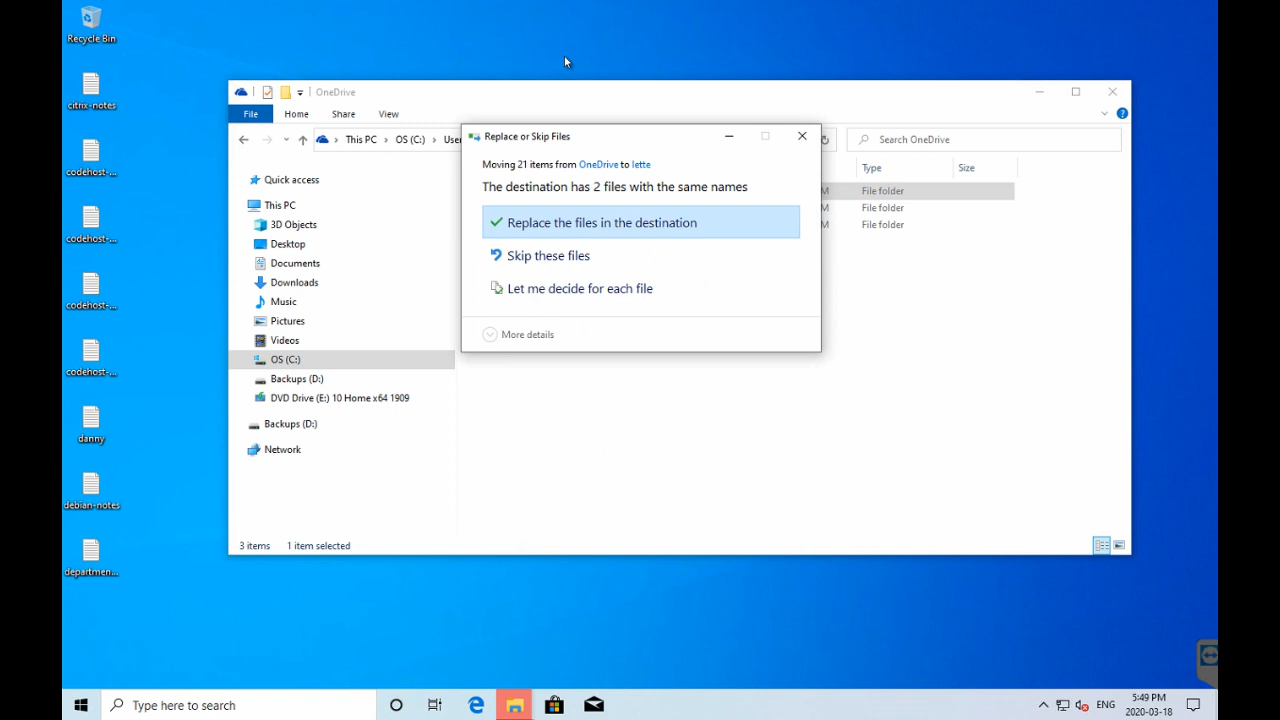 Recycle Bin
citrix-notes
codehost-...
codehost-...
codehost-...
codehost-...
danny
debian-notes
departmen...
OneDrive
File Home Share View
This PC OS (C:) User
Search OneDrive
Quick access
This PC
3D Objects
Desktop
Documents
Downloads
Music
Pictures
Videos
OS (C:)
Backups (D:)
DVD Drive (E:) 10 Home x64 1909
Backups (D:)
Network
Type Size
M File folder
File folder
M File folder
Replace or Skip Files
Moving 21 items from OneDrive to lette
The destination has 2 files with the same names
Replace the files in the destination
Skip these files
Let me decide for each file
More details
3 items 1 item selected
Type here to search
ENG
5:49 PM
2020-03-18